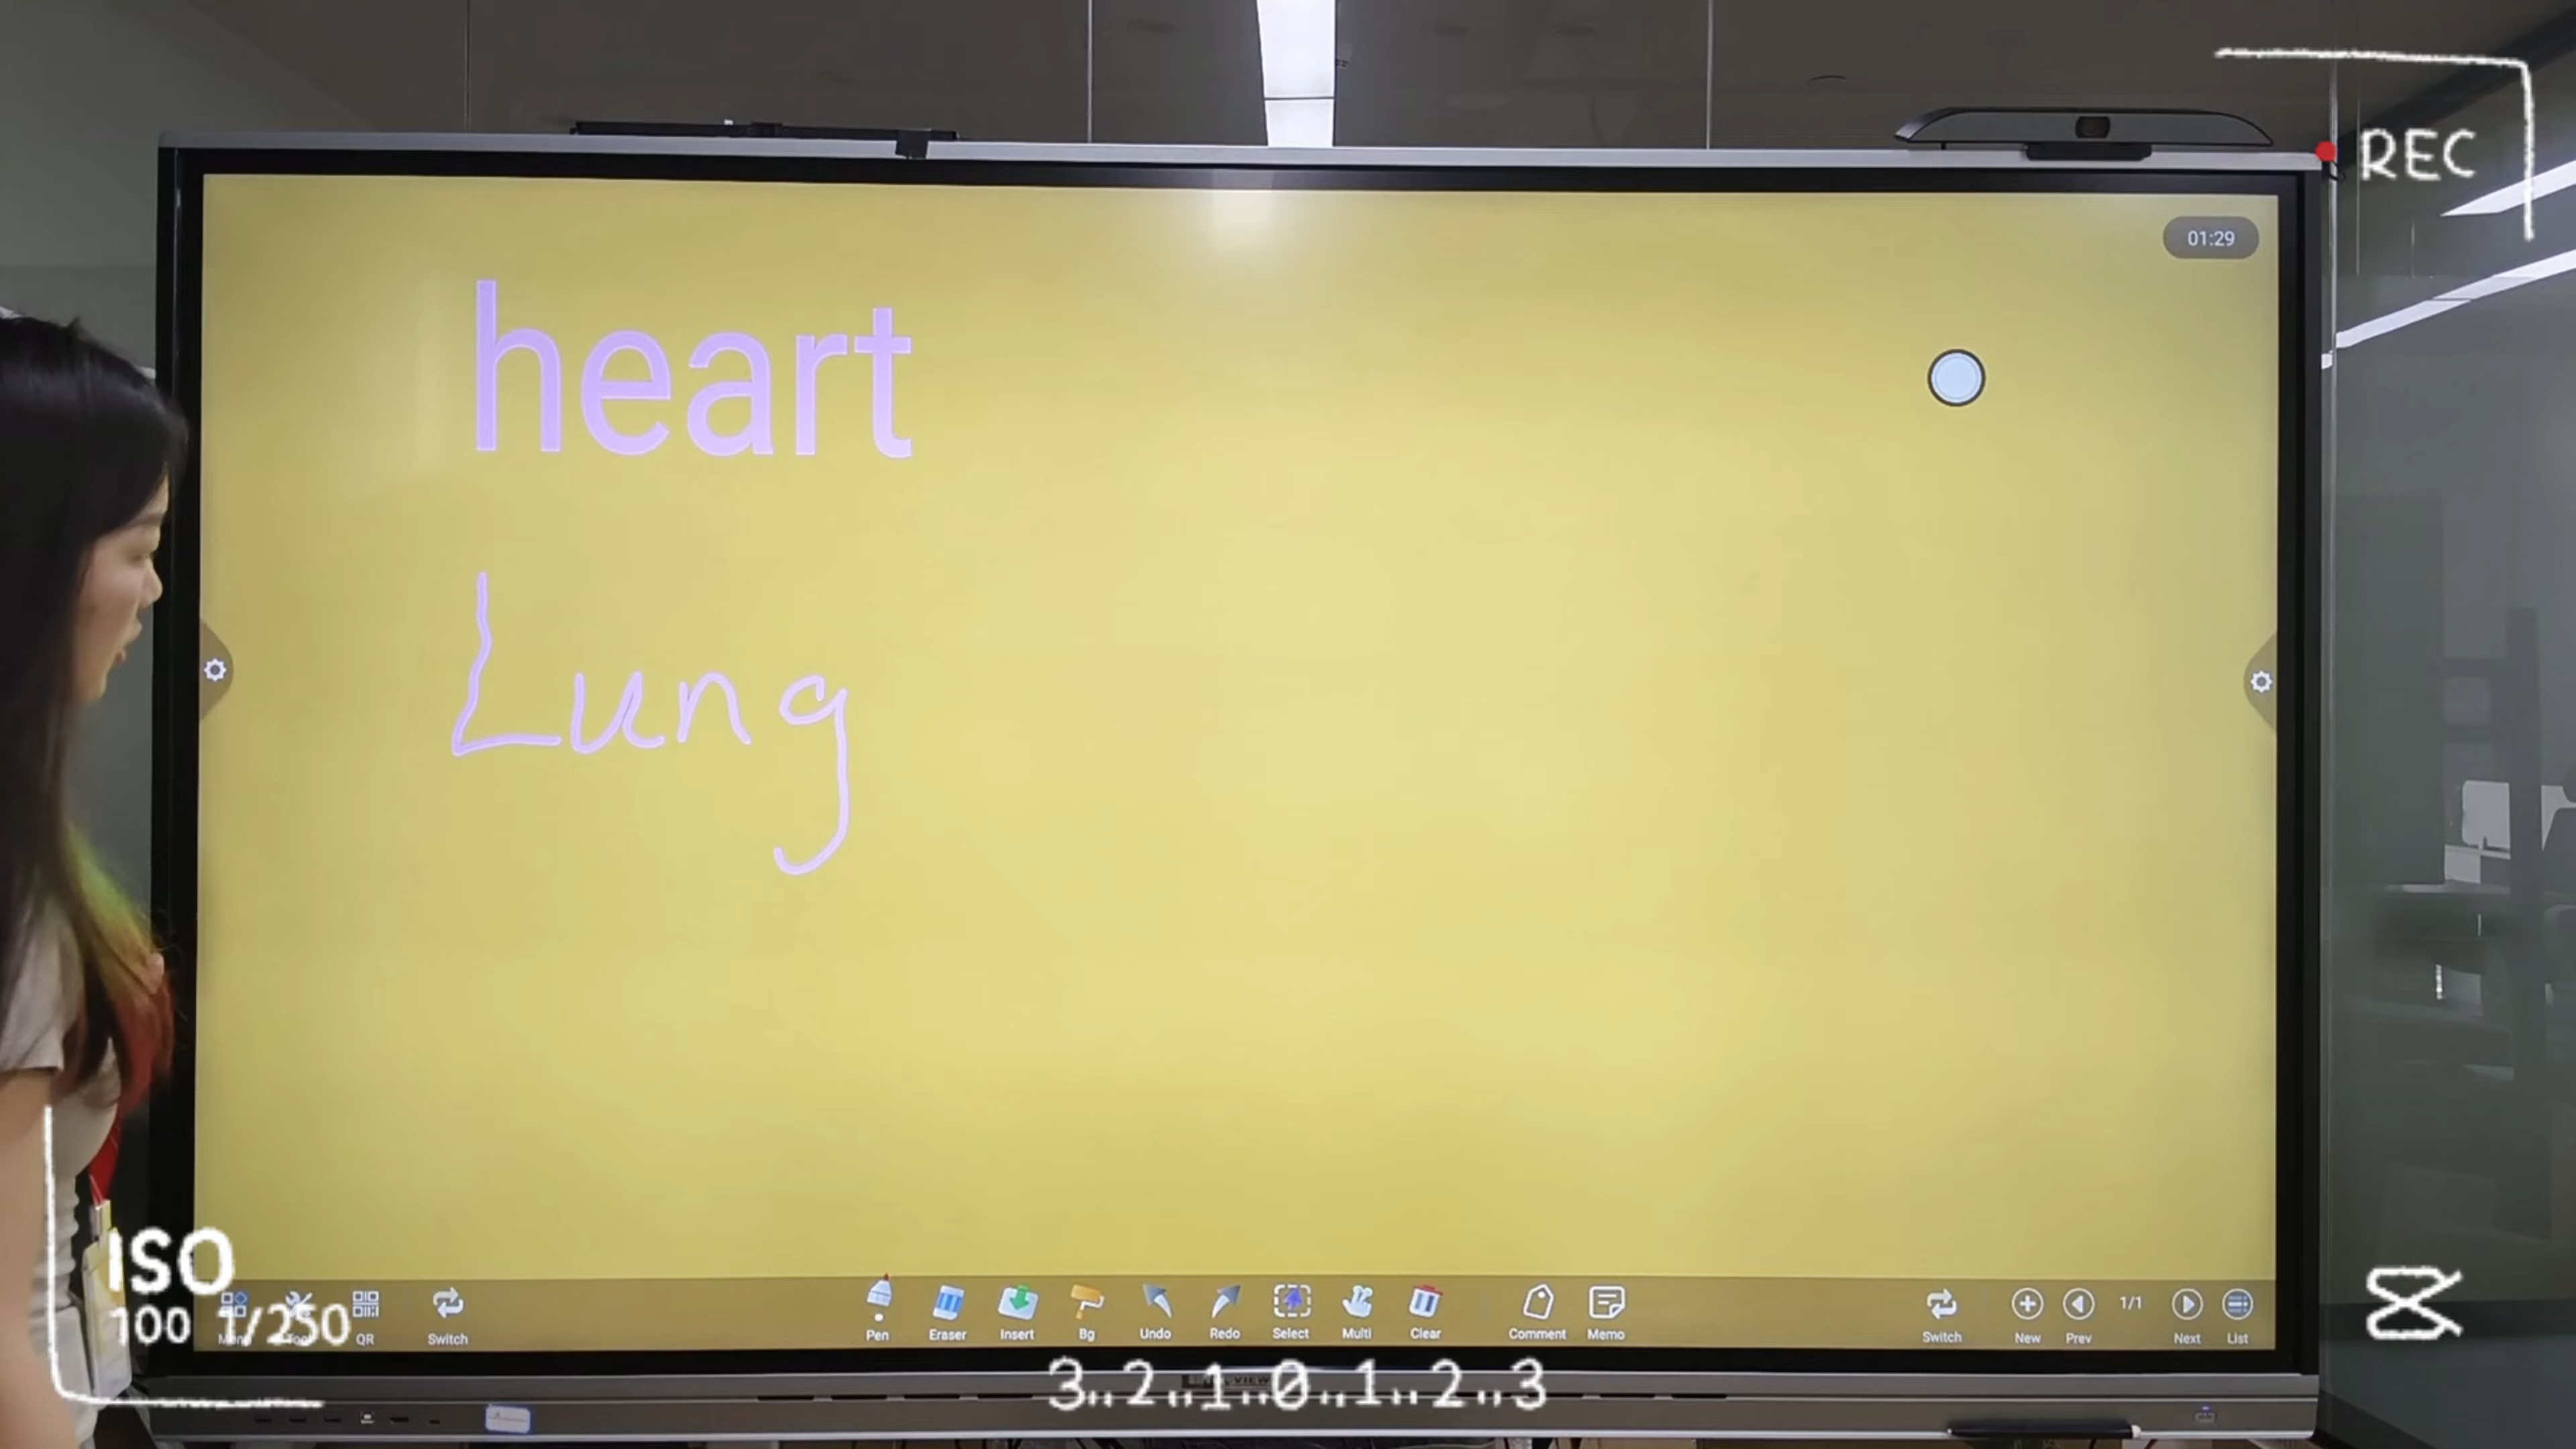 REC
01:29
heart
Lung
ISO
100 1/250
QR
Switch
Pen
Eraser
Insert
Bg
Undo
Redo
Select
Multi
Clear
Comment
Memo
Switch
New
Prev
1/1
Next
List
3..2..1..0..1..2..3